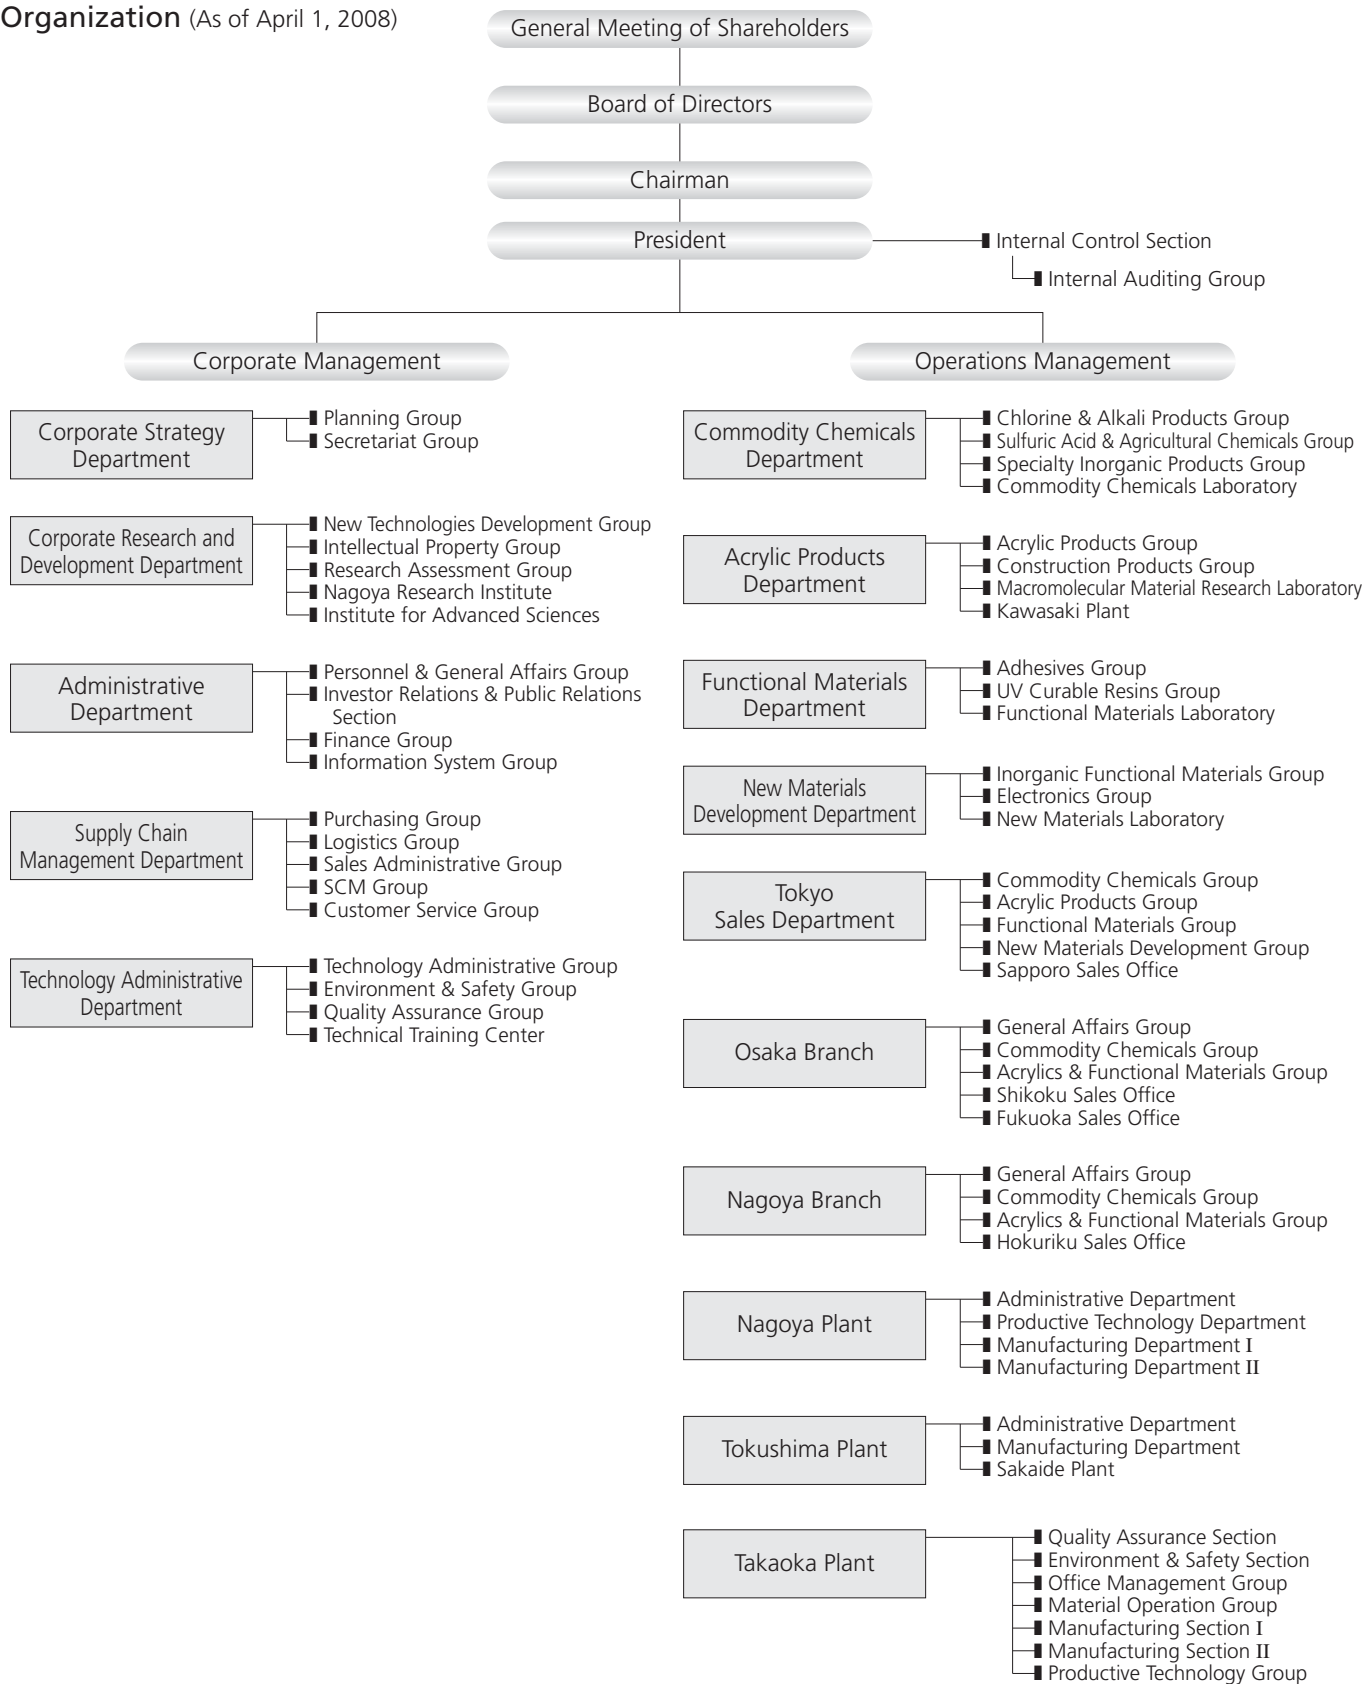 Organization (As of April 1, 2008)
General Meeting of Shareholders
Board of Directors
Chairman
President
Internal Control Section
Internal Auditing Group
Corporate Management
Corporate Strategy
Department
Planning Group
Secretariat Group
Corporate Research and
Development Department
New Technologies Development Group
Intellectual Property Group
Research Assessment Group
Nagoya Research Institute
Institute for Advanced Sciences
Administrative
Department
Personnel & General Affairs Group
Investor Relations & Public Relations
Section
Finance Group
Information System Group
Supply Chain
Management Department
Purchasing Group
Logistics Group
Sales Administrative Group
SCM Group
Customer Service Group
Technology Administrative
Department
Technology Administrative Group
Environment & Safety Group
Quality Assurance Group
Technical Training Center
Operations Management
Commodity Chemicals
Department
Chlorine & Alkali Products Group
Sulfuric Acid & Agricultural Chemicals Group
Specialty Inorganic Products Group
Commodity Chemicals Laboratory
Acrylic Products
Department
Acrylic Products Group
Construction Products Group
Macromolecular Material Research Laboratory
Kawasaki Plant
Functional Materials
Department
Adhesives Group
UV Curable Resins Group
Functional Materials Laboratory
New Materials
Development Department
Inorganic Functional Materials Group
Electronics Group
New Materials Laboratory
Tokyo
Sales Department
Commodity Chemicals Group
Acrylic Products Group
Functional Materials Group
New Materials Development Group
Sapporo Sales Office
Osaka Branch
General Affairs Group
Commodity Chemicals Group
Acrylics & Functional Materials Group
Shikoku Sales Office
Fukuoka Sales Office
Nagoya Branch
General Affairs Group
Commodity Chemicals Group
Acrylics & Functional Materials Group
Hokuriku Sales Office
Nagoya Plant
Administrative Department
Productive Technology Department
Manufacturing Department I
Manufacturing Department II
Tokushima Plant
Administrative Department
Manufacturing Department
Sakaide Plant
Takaoka Plant
Quality Assurance Section
Environment & Safety Section
Office Management Group
Material Operation Group
Manufacturing Section I
Manufacturing Section II
Productive Technology Group